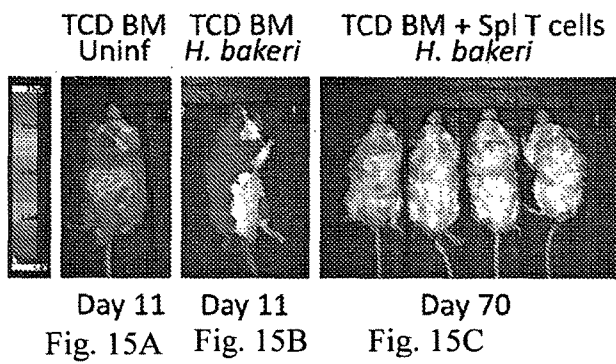 TCD BM
Uninf
TCD BM
H. bakeri
TCD BM + Spl T cells
H. bakeri
Day 11
Day 11
Day 70
Fig. 15A
Fig. 15B
Fig. 15C